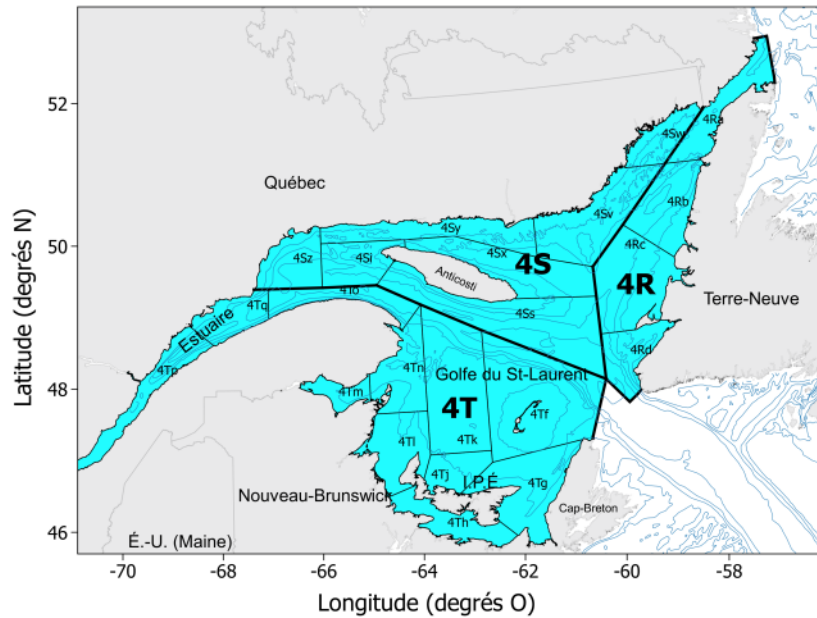 52
50
48
46
-70
-68
-66
-64
-62
-60
-58
Latitude (degrés N)
Longitude (degrés O)
Québec
4Sw
4Ra
4Rb
4Sv
4Sy
4Rc
4Sz
4Si
4Sx
4S
Anticosti
4R
Terre-Neuve
4Tq
4To
4Ss
Estuaire
4Rd
4Tp
4Tn
Golfe du St-Laurent
4Tm
4T
4Tf
4Tl
4Tk
4Tj
I.P.É
4Tg
Nouveau-Brunswick
4Th
Cap-Breton
É.-U. (Maine)